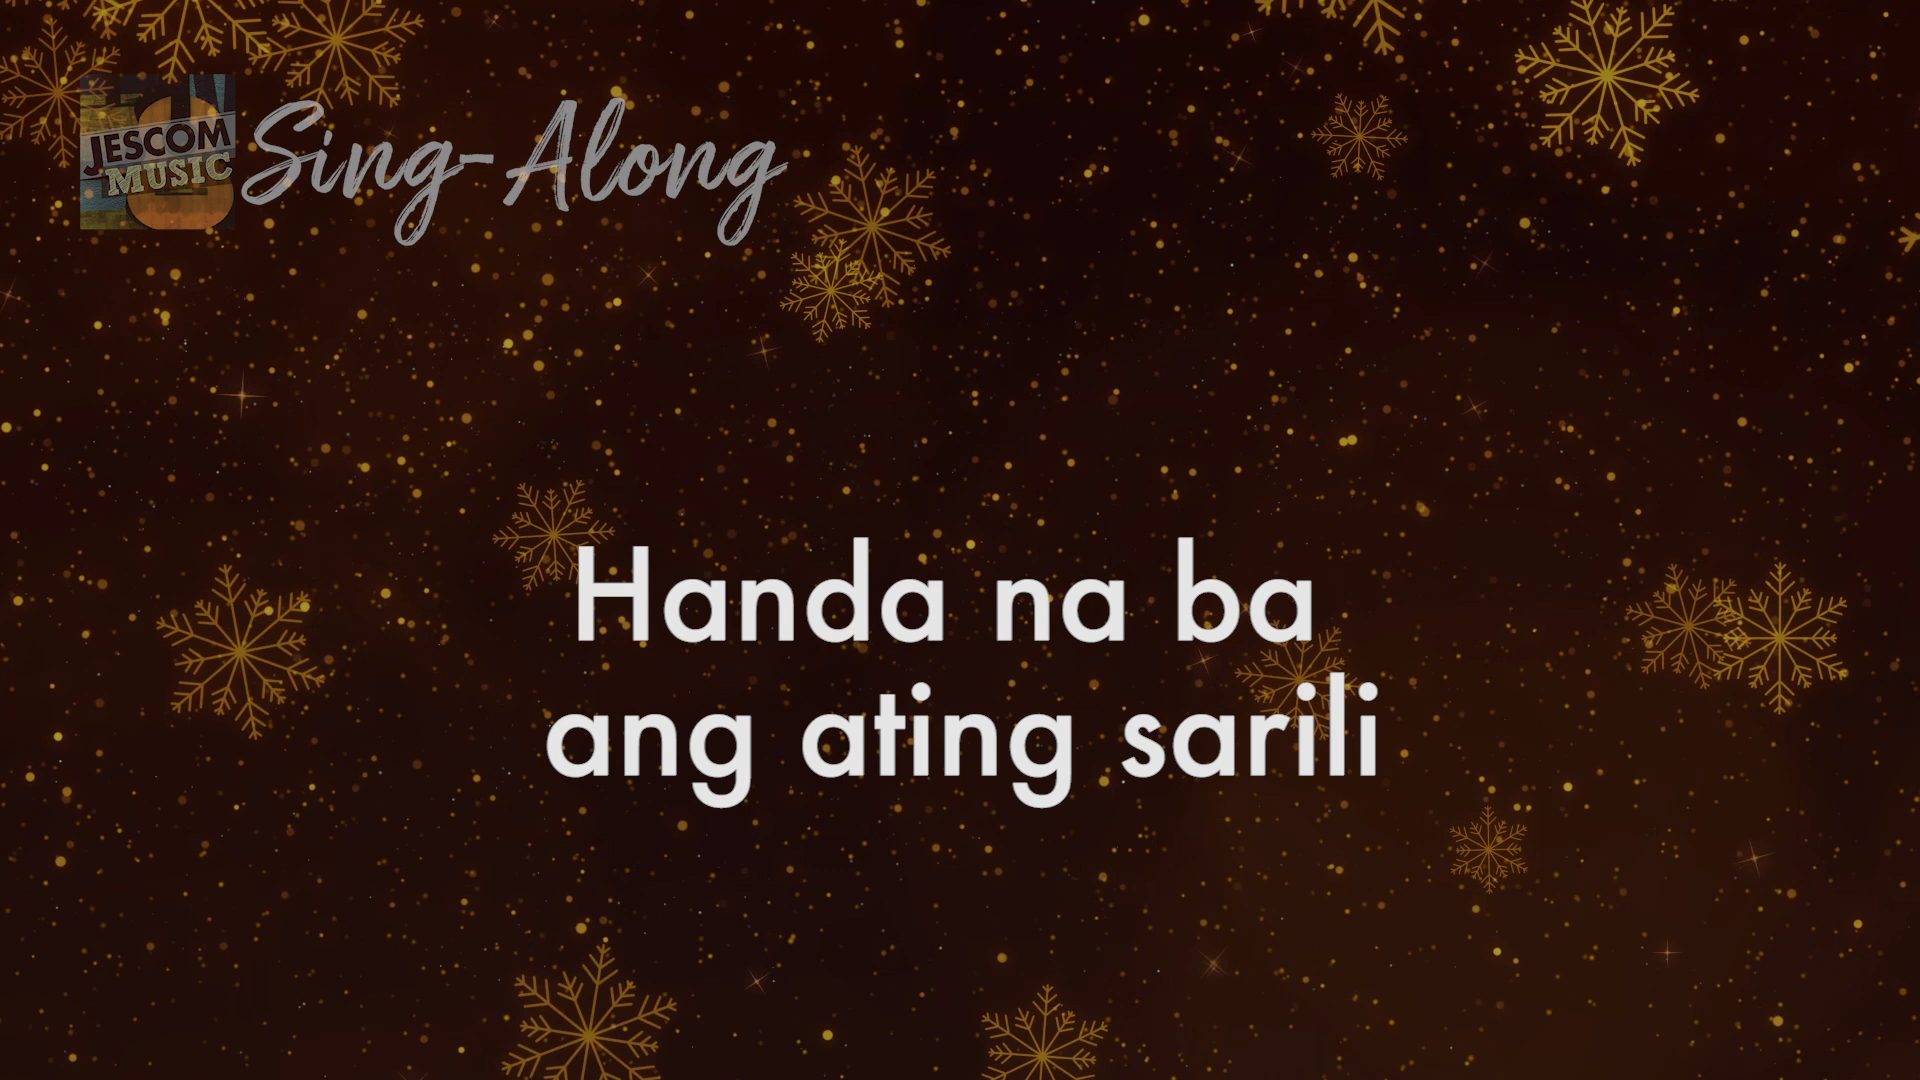 JESCOM
MUSIC
Sing-Along
Handa na ba
ang ating sarili